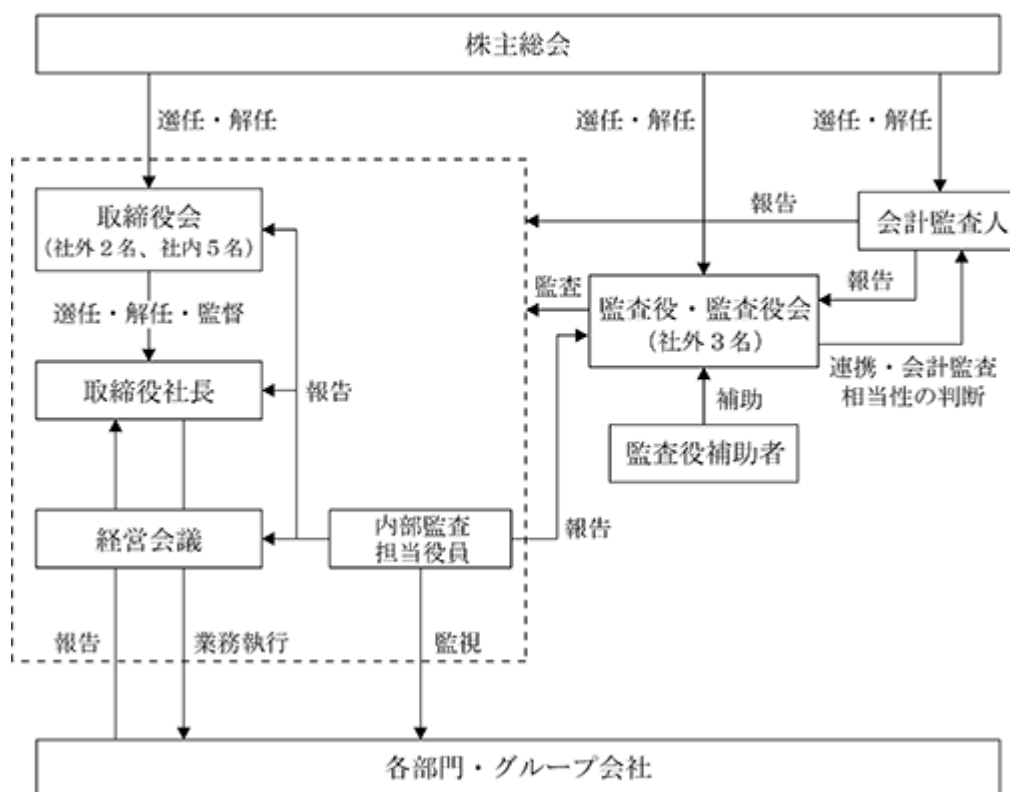 株主総会
選任・解任
選任・解任
選任・解任
取締役会
(社外2名、社内5名)
報告
会計監査人
監査
報告
選任・解任・監督
監査役・監査役会
(社外3名)
取締役社長
報告
連携・会計監査
相当性の判断
補助
監査役補助者
経営会議
内部監査
担当役員
報告
報告
業務執行
監視
各部門・グループ会社